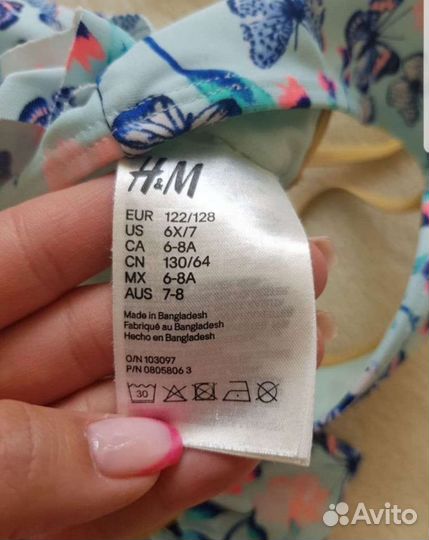 H&M
EUR 122/128
US 6X/7
CA 6-8A
CN 130/64
MX 6-8A
AUS 7-8
Made in Bangladesh
Fabriqué au Bangladesh
Hecho en Bangladesh
O/N 103097
P/N 0805806 3
30
Avito